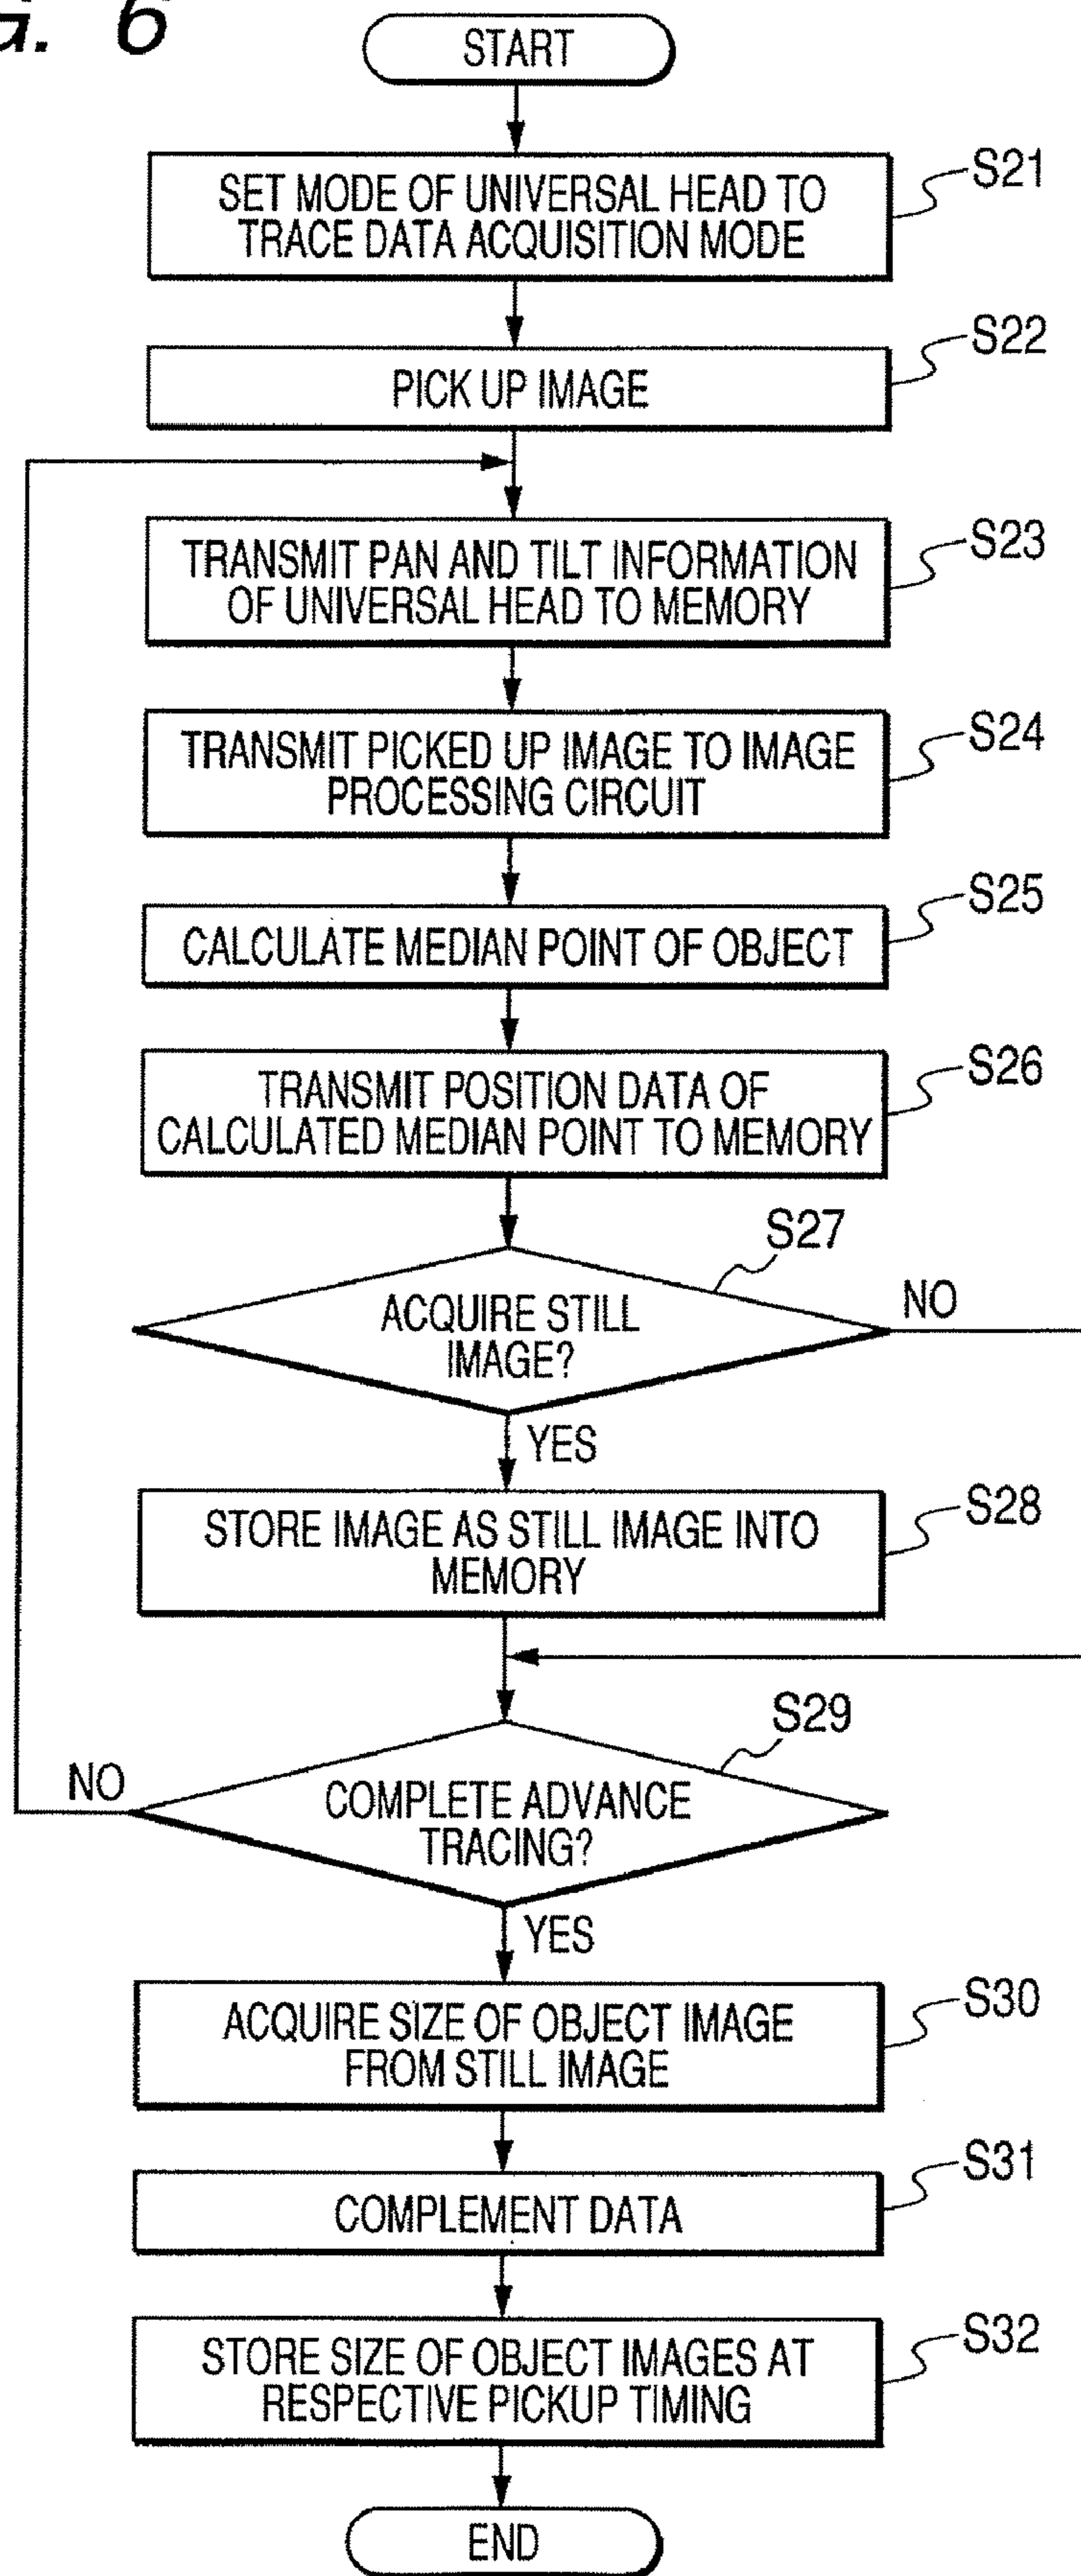 6
START
SET MODE OF UNIVERSAL HEAD TO
TRACE DATA ACQUISITION MODE
S21
PICK UP IMAGE
S22
TRANSMIT PAN AND TILT INFORMATION
OF UNIVERSAL HEAD TO MEMORY
S23
TRANSMIT PICKED UP IMAGE TO IMAGE
PROCESSING CIRCUIT
S24
CALCULATE MEDIAN POINT OF OBJECT
S25
TRANSMIT POSITION DATA OF
CALCULATED MEDIAN POINT TO MEMORY
S26
S27
ACQUIRE STILL
IMAGE?
NO
YES
STORE IMAGE AS STILL IMAGE INTO
MEMORY
S28
S29
COMPLETE ADVANCE
TRACING?
NO
YES
ACQUIRE SIZE OF OBJECT IMAGE
FROM STILL IMAGE
S30
COMPLEMENT DATA
S31
STORE SIZE OF OBJECT IMAGES AT
RESPECTIVE PICKUP TIMING
S32
END